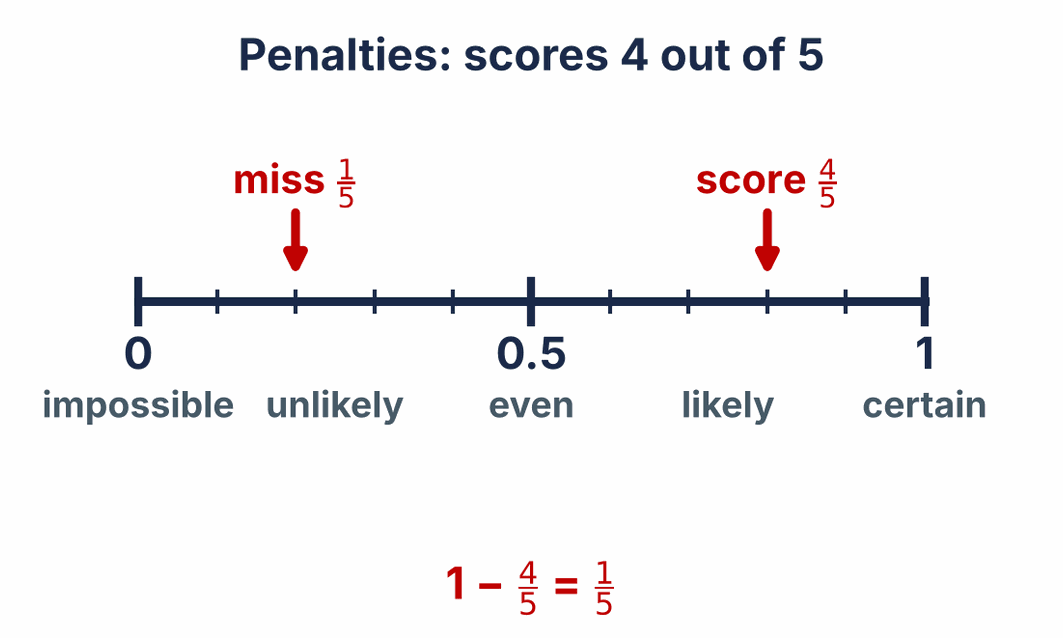 Penalties: scores 4 out of 5
miss 1/5 score 4/5
0 0.5 1
impossible unlikely even likely certain
1 – 4/5 = 1/5